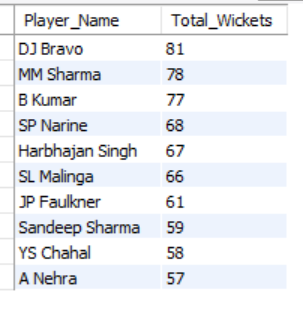 Player_Name Total_Wickets
DJ Bravo 81
MM Sharma 78
B Kumar 77
SP Narine 68
Harbhajan Singh 67
SL Malinga 66
JP Faulkner 61
Sandeep Sharma 59
YS Chahal 58
A Nehra 57